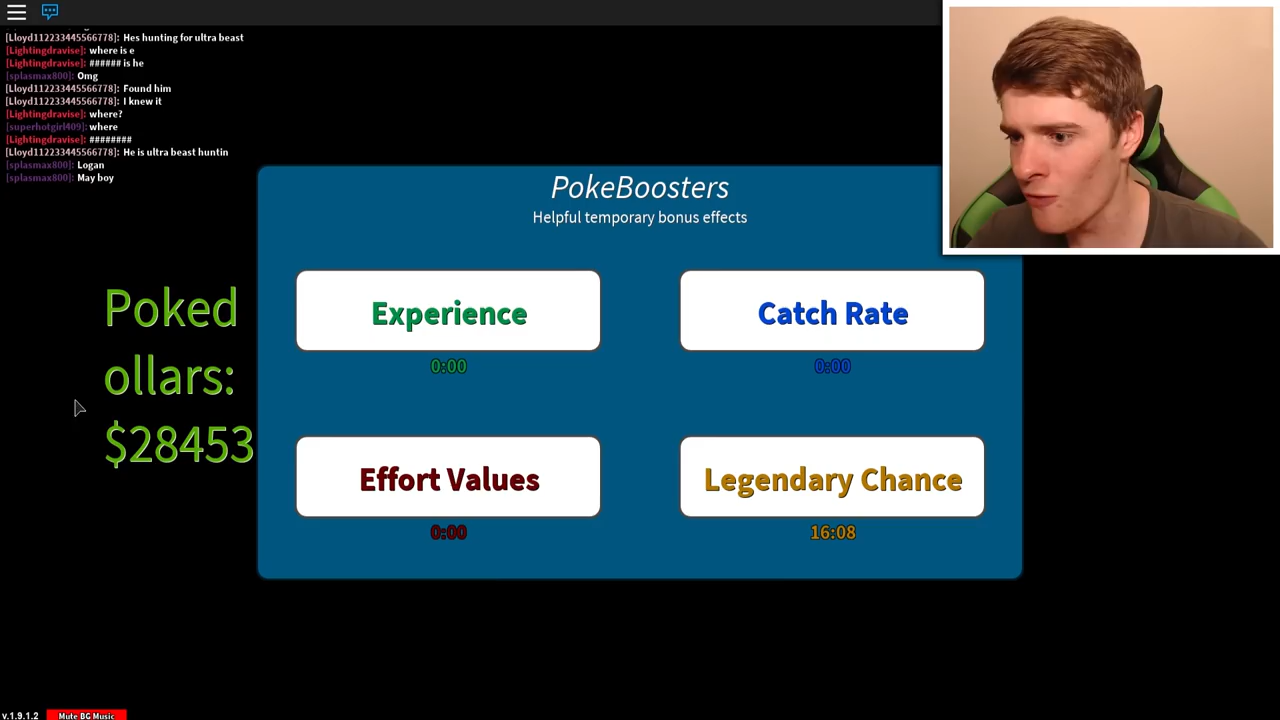 [Lloyd112233445566778]: Hes hunting for ultra beast
[Lightingdravise]: where is e
[Lightingdravise]: ###### is he
[splasmax800]: Omg
[Lloyd112233445566778]: Found him
[Lloyd112233445566778]: I knew it
[Lightingdravise]: where?
[superhotgirl409]: where
[Lightingdravise]: ########
[Lloyd112233445566778]: He is ultra beast huntin
[splasmax800]: Logan
[splasmax800]: May boy
PokeBoosters
Helpful temporary bonus effects
Experience
0:00
Catch Rate
0:00
Effort Values
0:00
Legendary Chance
16:08
Poked
ollars:
$28453
v.1.9.1.2
Mute BG Music